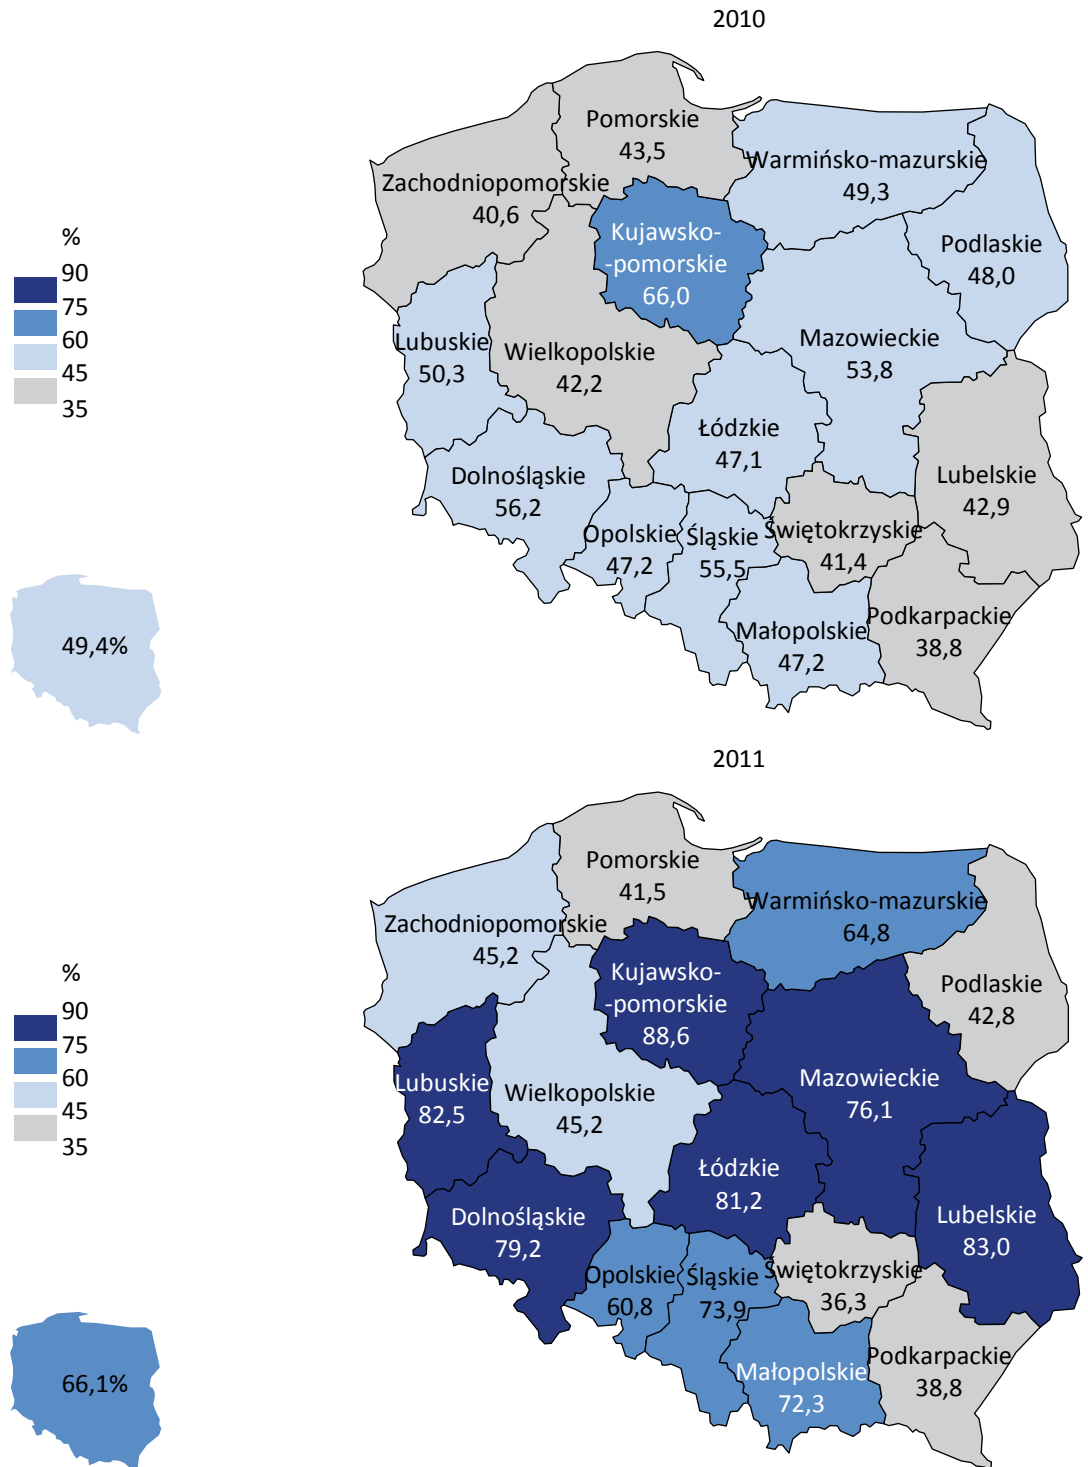 2010
Pomorskie
43,5
Warmińsko-mazurskie
49,3
Zachodniopomorskie
40,6
Kujawsko-
-pomorskie
66,0
Podlaskie
48,0
%
90
75
60
45
35
Lubuskie
50,3
Wielkopolskie
42,2
Mazowieckie
53,8
Łódzkie
47,1
Dolnośląskie
56,2
Lubelskie
42,9
Opolskie
47,2
Śląskie
55,5
Świętokrzyskie
41,4
Małopolskie
47,2
Podkarpackie
38,8
49,4%
2011
Pomorskie
41,5
Warmińsko-mazurskie
64,8
Zachodniopomorskie
45,2
Kujawsko-
-pomorskie
88,6
Podlaskie
42,8
%
90
75
60
45
35
Lubuskie
82,5
Wielkopolskie
45,2
Mazowieckie
76,1
Łódzkie
81,2
Dolnośląskie
79,2
Lubelskie
83,0
Opolskie
60,8
Śląskie
73,9
Świętokrzyskie
36,3
Małopolskie
72,3
Podkarpackie
38,8
66,1%